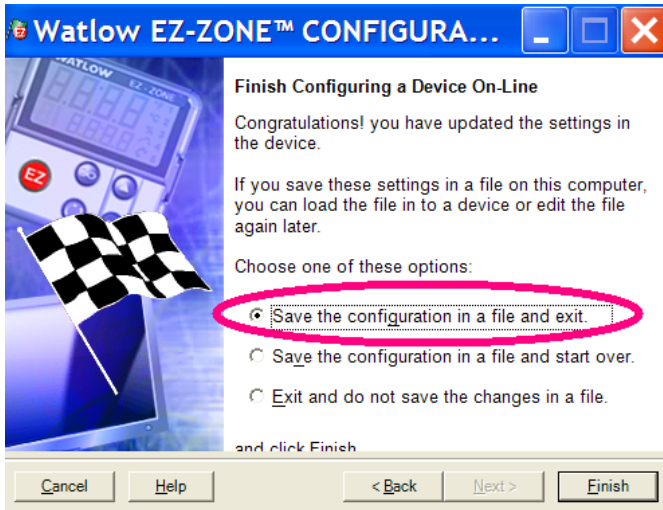 Watlow EZ-ZONE™ CONFIGURA...
WATLOW
EZ-ZONE
EZ
Finish Configuring a Device On-Line
Congratulations! you have updated the settings in
the device.
If you save these settings in a file on this computer,
you can load the file in to a device or edit the file
again later.
Choose one of these options:
Save the configuration in a file and exit.
Save the configuration in a file and start over.
Exit and do not save the changes in a file.
and click Finish
Cancel Help < Back Next > Finish